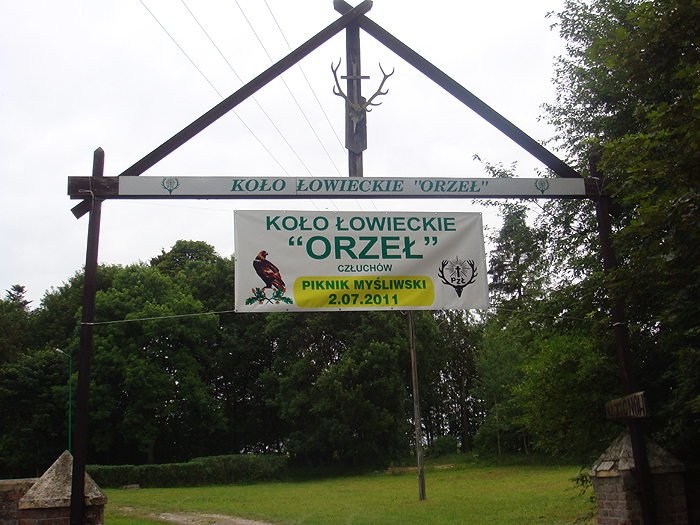 KOŁO ŁOWIECKIE "ORZEŁ"
KOŁO ŁOWIECKIE
"ORZEŁ"
CZŁUCHÓW
PIKNIK MYŚLIWSKI
2.07.2011
PZŁ